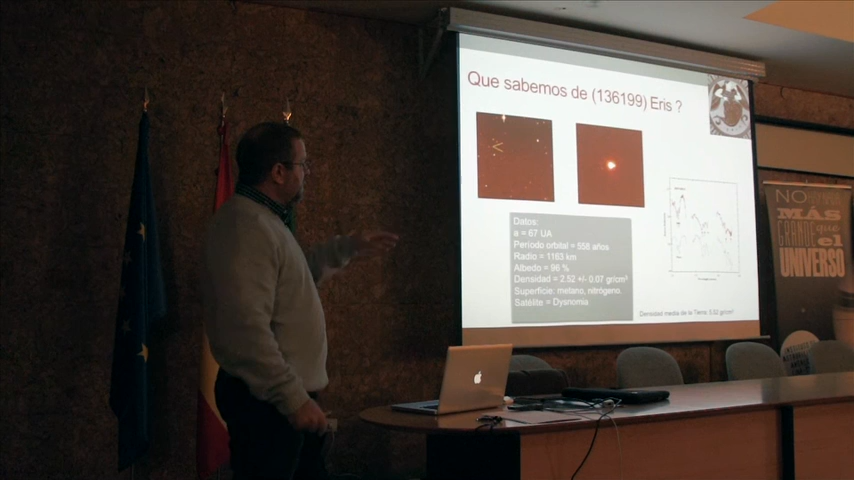 Que sabemos de (136199) Eris ?
Datos:
a = 67 UA
Periodo orbital = 558 años
Radio = 1163 km
Albedo = 96 %
Densidad = 2.52 +/- 0.07 gr/cm³
Superficie: metano, nitrógeno.
Satélite = Dysnomia
Densidad media de la Tierra: 5.52 gr/cm³
NO
MÁS
GRANDE que
el
UNIVERSO